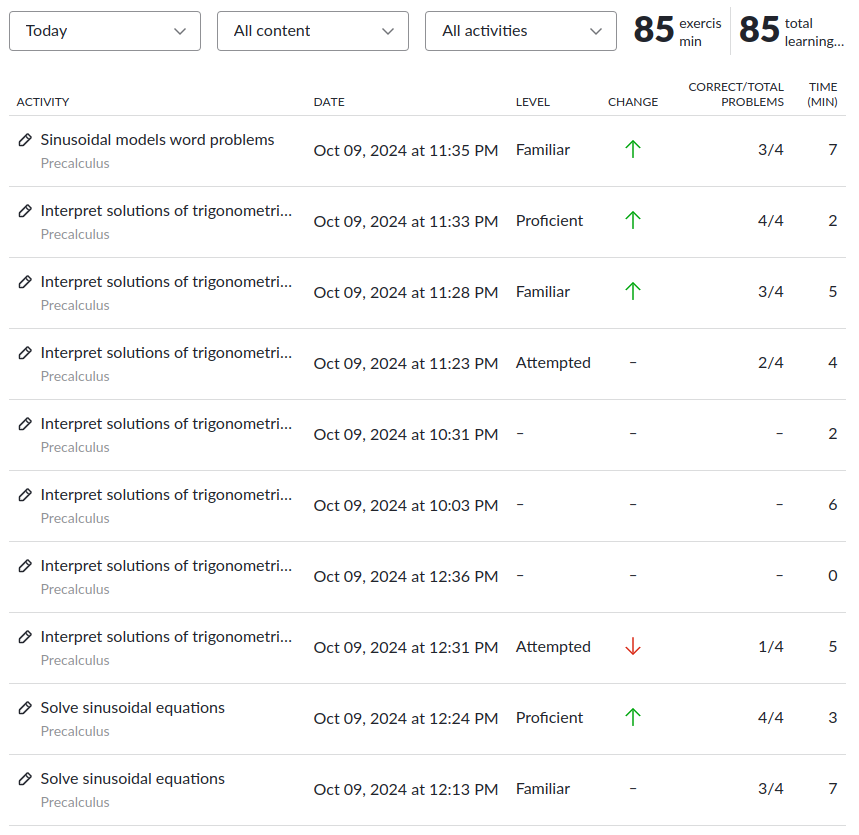 Today All content All activities 85 exercis min 85 total learning...
ACTIVITY DATE LEVEL CHANGE CORRECT/TOTAL PROBLEMS TIME (MIN)
Sinusoidal models word problems Oct 09, 2024 at 11:35 PM Familiar 3/4 7
Precalculus
Interpret solutions of trigonometri... Oct 09, 2024 at 11:33 PM Proficient 4/4 2
Precalculus
Interpret solutions of trigonometri... Oct 09, 2024 at 11:28 PM Familiar 3/4 5
Precalculus
Interpret solutions of trigonometri... Oct 09, 2024 at 11:23 PM Attempted – 2/4 4
Precalculus
Interpret solutions of trigonometri... Oct 09, 2024 at 10:31 PM – – – 2
Precalculus
Interpret solutions of trigonometri... Oct 09, 2024 at 10:03 PM – – – 6
Precalculus
Interpret solutions of trigonometri... Oct 09, 2024 at 12:36 PM – – – 0
Precalculus
Interpret solutions of trigonometri... Oct 09, 2024 at 12:31 PM Attempted 1/4 5
Precalculus
Solve sinusoidal equations Oct 09, 2024 at 12:24 PM Proficient 4/4 3
Precalculus
Solve sinusoidal equations Oct 09, 2024 at 12:13 PM Familiar – 3/4 7
Precalculus